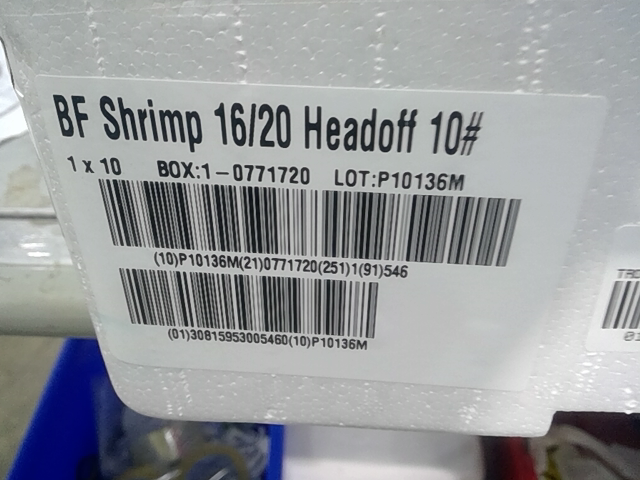 BF Shrimp 16/20 Headoff 10#
1 x 10 BOX:1-0771720 LOT:P10136M
(10)P10136M(21)0771720(251)1(91)546
(01)30815953005460(10)P10136M